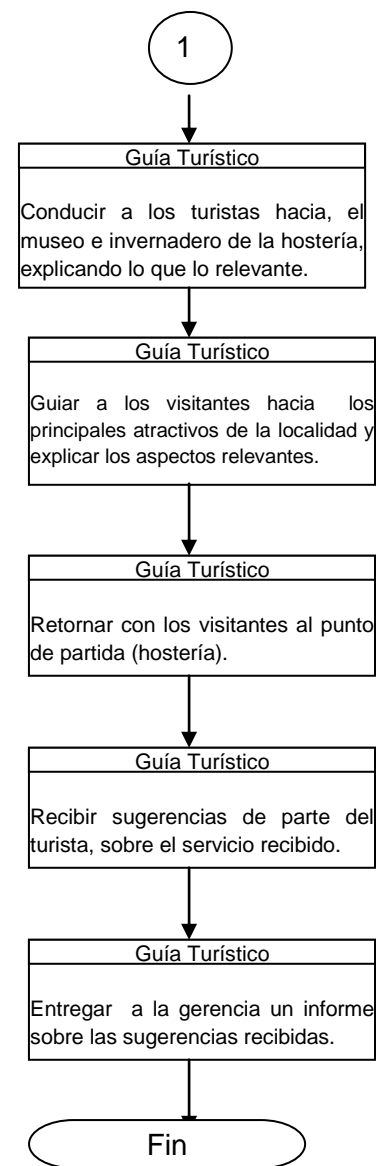 1
Guía Turístico
Conducir a los turistas hacia, el
museo e invernadero de la hostería,
explicando lo que lo relevante.
Guía Turístico
Guiar a los visitantes hacia los
principales atractivos de la localidad y
explicar los aspectos relevantes.
Guía Turístico
Retornar con los visitantes al punto
de partida (hostería).
Guía Turístico
Recibir sugerencias de parte del
turista, sobre el servicio recibido.
Guía Turístico
Entregar a la gerencia un informe
sobre las sugerencias recibidas.
Fin